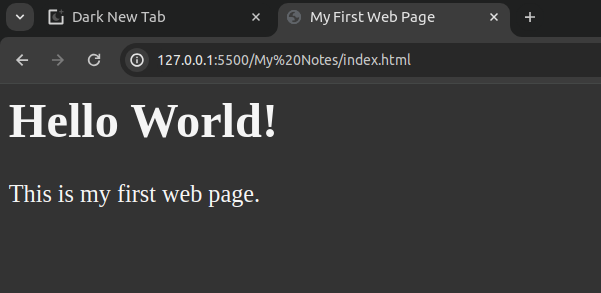 Dark New Tab
My First Web Page
127.0.0.1:5500/My%20Notes/index.html
Hello World!
This is my first web page.